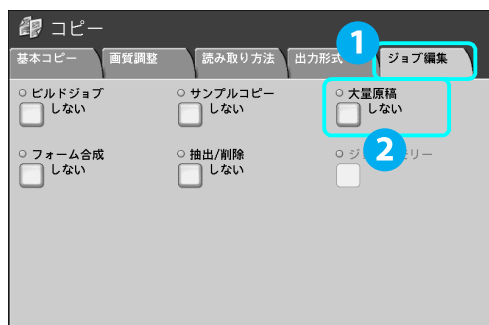 コピー
基本コピー 画質調整 読み取り方法 出力形式 1 ジョブ編集
ビルドジョブ サンプルコピー 大量原稿
しない しない しない
2
フォーム合成 抽出/削除
しない しない